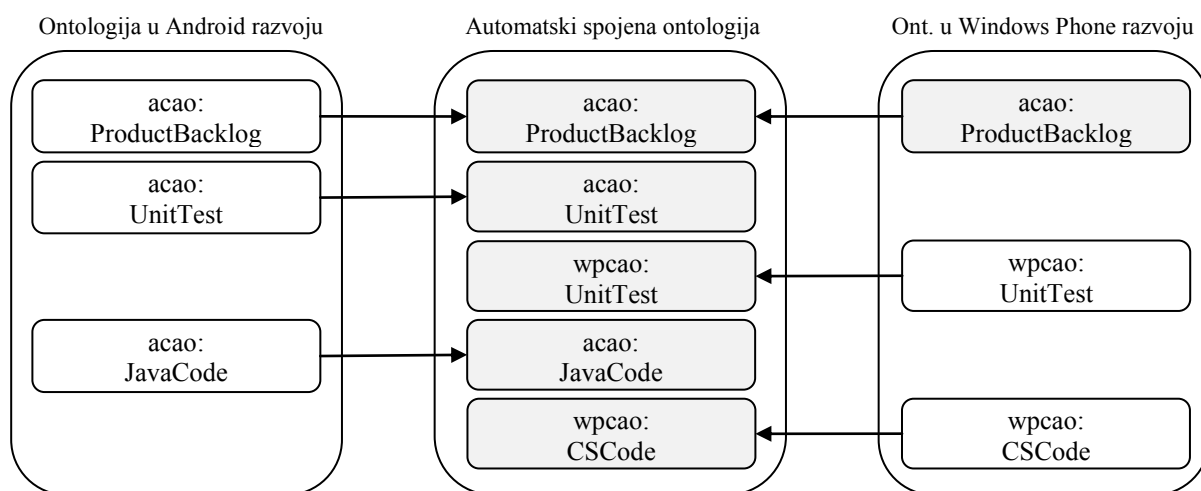 Ontologija u Android razvoju
acao:
ProductBacklog
acao:
UnitTest
acao:
JavaCode
Automatski spojena ontologija
acao:
ProductBacklog
acao:
UnitTest
wpcao:
UnitTest
acao:
JavaCode
wpcao:
CSCode
Ont. u Windows Phone razvoju
acao:
ProductBacklog
wpcao:
UnitTest
wpcao:
CSCode